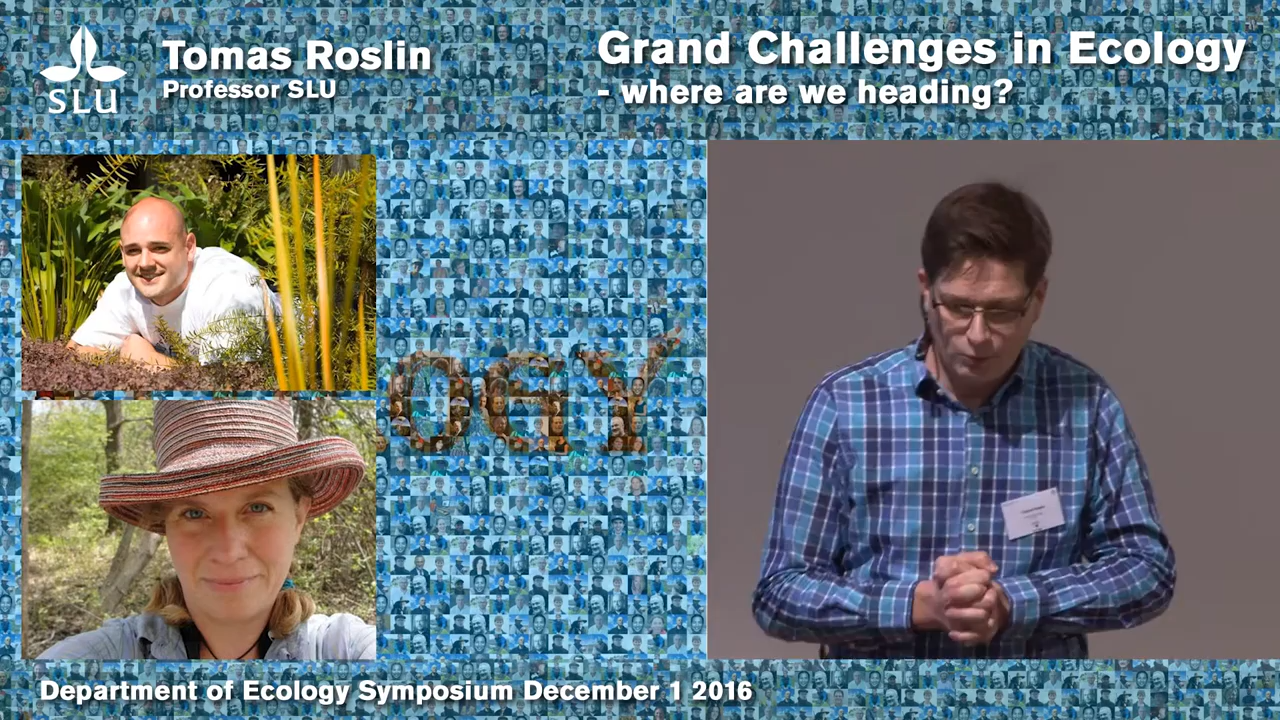 SLU
Tomas Roslin
Professor SLU
Grand Challenges in Ecology
- where are we heading?
OGY
Department of Ecology Symposium December 1 2016